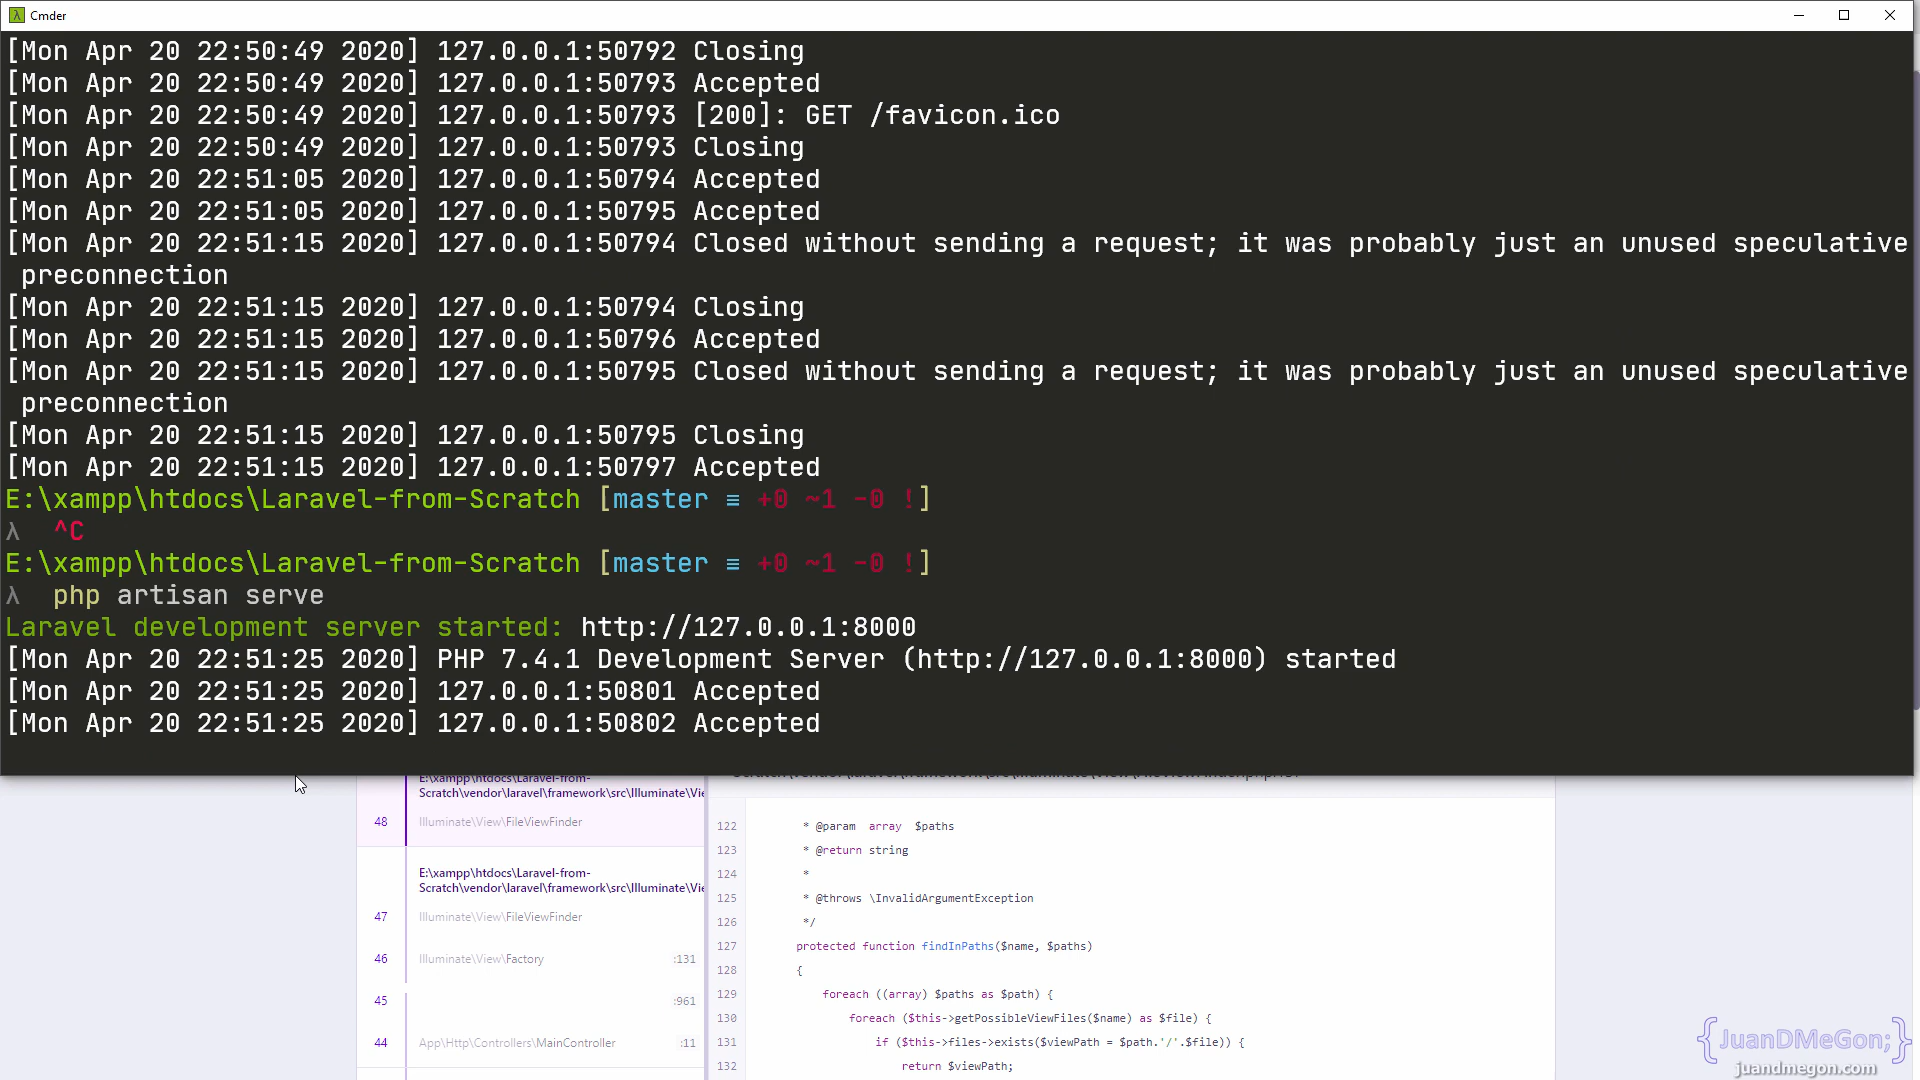 Cmder
[Mon Apr 20 22:50:49 2020] 127.0.0.1:50792 Closing
[Mon Apr 20 22:50:49 2020] 127.0.0.1:50793 Accepted
[Mon Apr 20 22:50:49 2020] 127.0.0.1:50793 [200]: GET /favicon.ico
[Mon Apr 20 22:50:49 2020] 127.0.0.1:50793 Closing
[Mon Apr 20 22:51:05 2020] 127.0.0.1:50794 Accepted
[Mon Apr 20 22:51:05 2020] 127.0.0.1:50795 Accepted
[Mon Apr 20 22:51:15 2020] 127.0.0.1:50794 Closed without sending a request; it was probably just an unused speculative
preconnection
[Mon Apr 20 22:51:15 2020] 127.0.0.1:50794 Closing
[Mon Apr 20 22:51:15 2020] 127.0.0.1:50796 Accepted
[Mon Apr 20 22:51:15 2020] 127.0.0.1:50795 Closed without sending a request; it was probably just an unused speculative
preconnection
[Mon Apr 20 22:51:15 2020] 127.0.0.1:50795 Closing
[Mon Apr 20 22:51:15 2020] 127.0.0.1:50797 Accepted
E:\xampp\htdocs\Laravel-from-Scratch [master ≡ +0 ~1 -0 !]
λ ^C
E:\xampp\htdocs\Laravel-from-Scratch [master ≡ +0 ~1 -0 !]
λ php artisan serve
Laravel development server started: http://127.0.0.1:8000
[Mon Apr 20 22:51:25 2020] PHP 7.4.1 Development Server (http://127.0.0.1:8000) started
[Mon Apr 20 22:51:25 2020] 127.0.0.1:50801 Accepted
[Mon Apr 20 22:51:25 2020] 127.0.0.1:50802 Accepted
E:\xampp\htdocs\Laravel-from-
Scratch\vendor\laravel\framework\src\Illuminate\Vie
48 Illuminate\View\FileViewFinder
E:\xampp\htdocs\Laravel-from-
Scratch\vendor\laravel\framework\src\Illuminate\Vie
47 Illuminate\View\FileViewFinder
46 Illuminate\View\Factory :131
45 :961
44 App\Http\Controllers\MainController :11
122 * @param array $paths
123 * @return string
124 *
125 * @throws \InvalidArgumentException
126 */
127 protected function findInPaths($name, $paths)
128 {
129 foreach ((array) $paths as $path) {
130 foreach ($this->getPossibleViewFiles($name) as $file) {
131 if ($this->files->exists($viewPath = $path.'/'.$file)) {
132 return $viewPath;
{JuanDMeGon;}
juandmegon.com